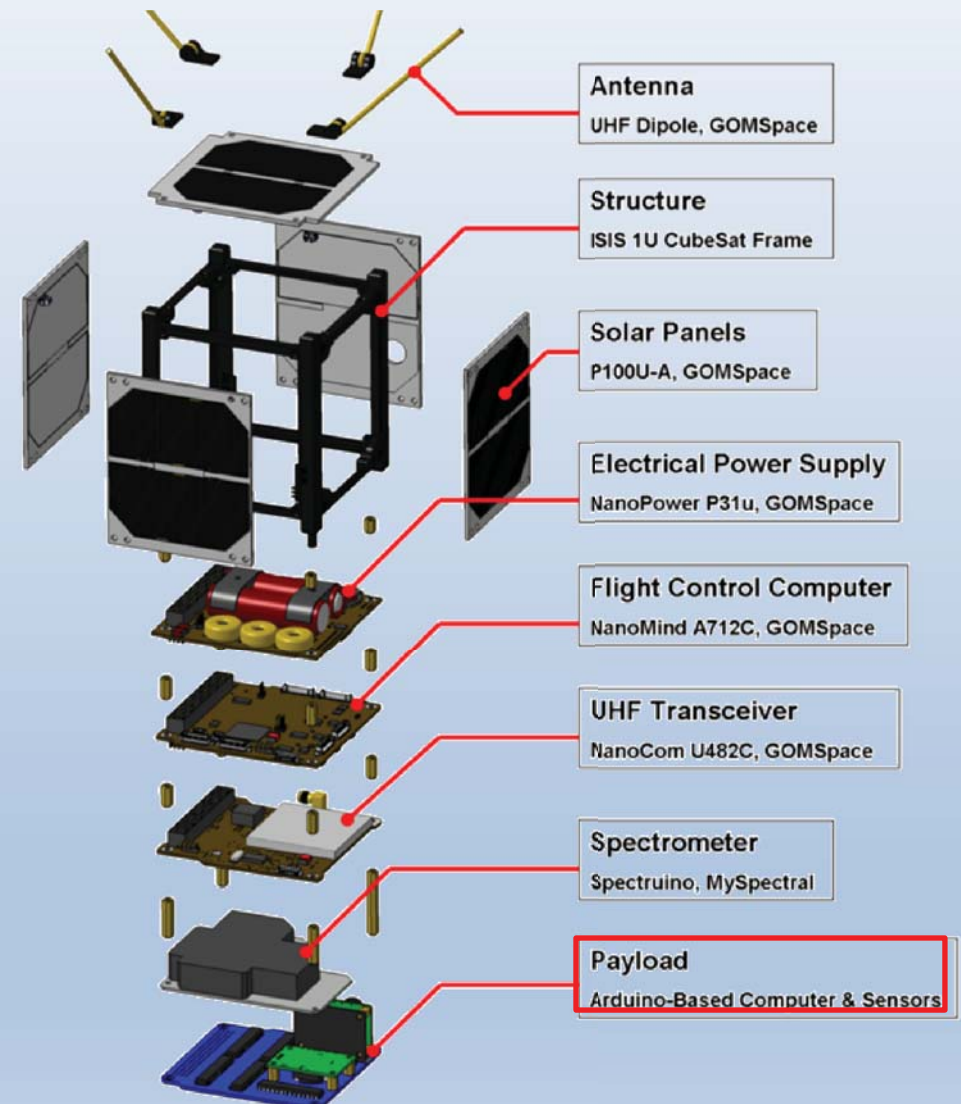 Antenna
UHF Dipole, GOMSpace
Structure
ISIS 1U CubeSat Frame
Solar Panels
P100U-A, GOMSpace
Electrical Power Supply
NanoPower P31u, GOMSpace
Flight Control Computer
NanoMind A712C, GOMSpace
UHF Transceiver
NanoCom U482C, GOMSpace
Spectrometer
Spectruino, MySpectral
Payload
Arduino-Based Computer & Sensors